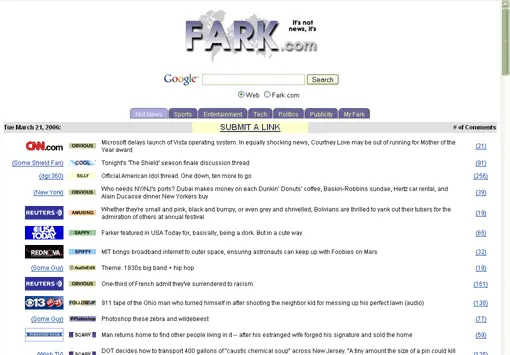 FARK.com
It's not
news, it's
Google Search
Web Fark.com
Not News Sports Entertainment Tech Politics Publicity My Fark
Tue March 21, 2006: SUBMIT A LINK # of Comments
CNN.com OBVIOUS Microsoft delays launch of Vista operating system. In equally shocking news, Courtney Love may be out of running for Mother of (21)
Year award
(Some Shield Fan) COOL Tonight's 'The Shield' season finale discussion thread (91)
(dgc360) SILLY Official American Idol thread. One down, ten more to go (256)
(New York) OBVIOUS Who needs NY/NJ's ports? Dubai makes money on each Dunkin' Donuts' coffee, Baskin-Robbins sundae, Hertz car rental, and (39)
Alain Ducasse dinner New Yorkers buy
REUTERS AMUSING Whether they're small and pink, black and bumpy, or even grey and shrivelled, Bolivians are thrilled to yank out their tubers for the (19)
admiration of others at annual festival
USA TODAY SAPPY Farker featured in USA Today for, basically, being a dork. But in a cute way (65)
REDNOVA SPIFFY MIT brings broadband internet to outer space, ensuring astronauts can keep up with Foobies on Mars (32)
(Some Guy) AudioEdit Theme: 1930s big band + hip hop (19)
REUTERS OBVIOUS One-third of French admit they've surrendered to racism (161)
13 FOLLOWUP 911 tape of the Ohio man who turned himself in after shooting the neighbor kid for messing up his perfect lawn (audio) (138)
(Some Guy) Photoshop Photoshop these zebra and wildebeest (77)
SCARY Man returns home to find other people living in it -- after his estranged wife forged his signature and sold the home (59)
SCARY DOT decides how to transport 400 gallons of "caustic chemical soup" across New Jersey. "A tiny amount the size of a pin could kill